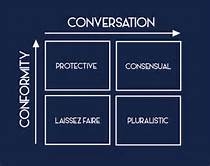 CONVERSATION
CONFORMITY
PROTECTIVE
CONSENSUAL
LAISSEZ FAIRE
PLURALISTIC